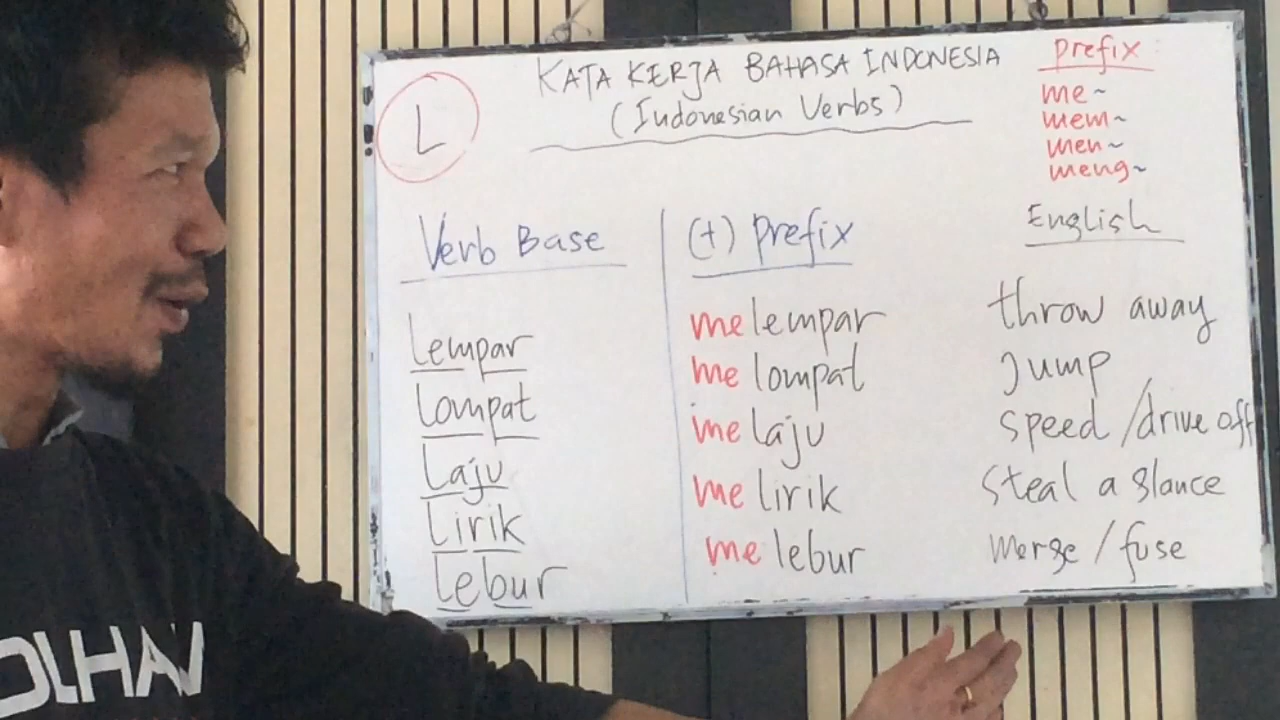 L
KATA KERJA BAHASA INDONESIA
(Indonesian Verbs)
prefix
me~
mem~
men~
meng~
Verb Base (+) prefix English
Lempar melempar throw away
Lompat melompat Jump
Laju melaju speed / drive off
Lirik melirik steal a glance
Lebur melebur merge / fuse